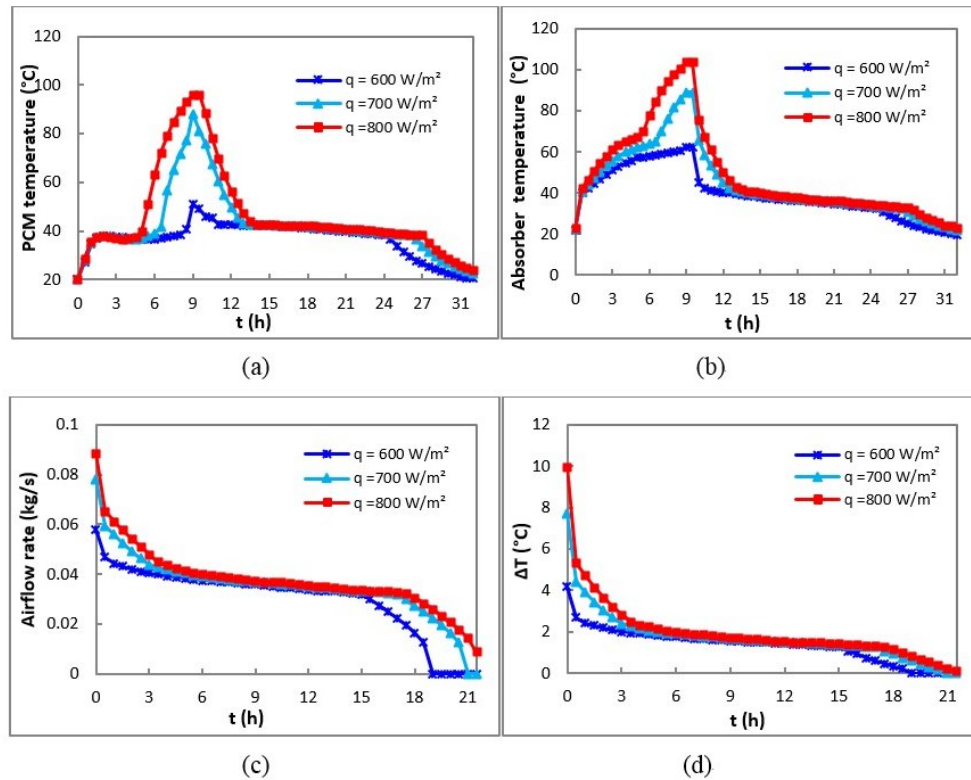 PCM temperature (°C)
120
100
80
60
40
20
0 3 6 9 12 15 18 21 24 27 31
t (h)
q = 600 W/m²
q =700 W/m²
q =800 W/m²
(a)
Absorber temperature (°C)
120
100
80
60
40
20
0
0 3 6 9 12 15 18 21 24 27 31
t (h)
q = 600 W/m²
q =700 W/m²
q =800 W/m²
(b)
Airflow rate (kg/s)
0.1
0.08
0.06
0.04
0.02
0
0 3 6 9 12 15 18 21
t (h)
q = 600 W/m²
q =700 W/m²
q =800 W/m²
(c)
ΔT (°C)
12
10
8
6
4
2
0
0 3 6 9 12 15 18 21
t (h)
q = 600 W/m²
q =700 W/m²
q =800 W/m²
(d)